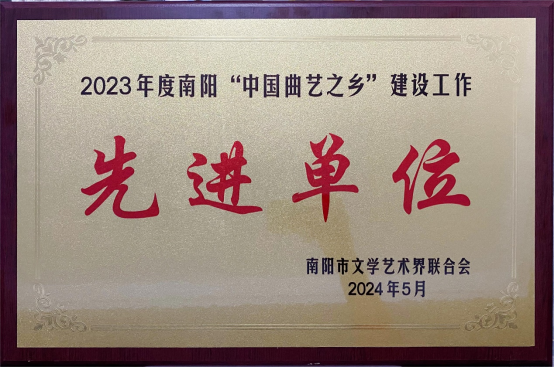 2023年度南阳“中国曲艺之乡”建设工作
先进单位
南阳市文学艺术界联合会
2024年5月